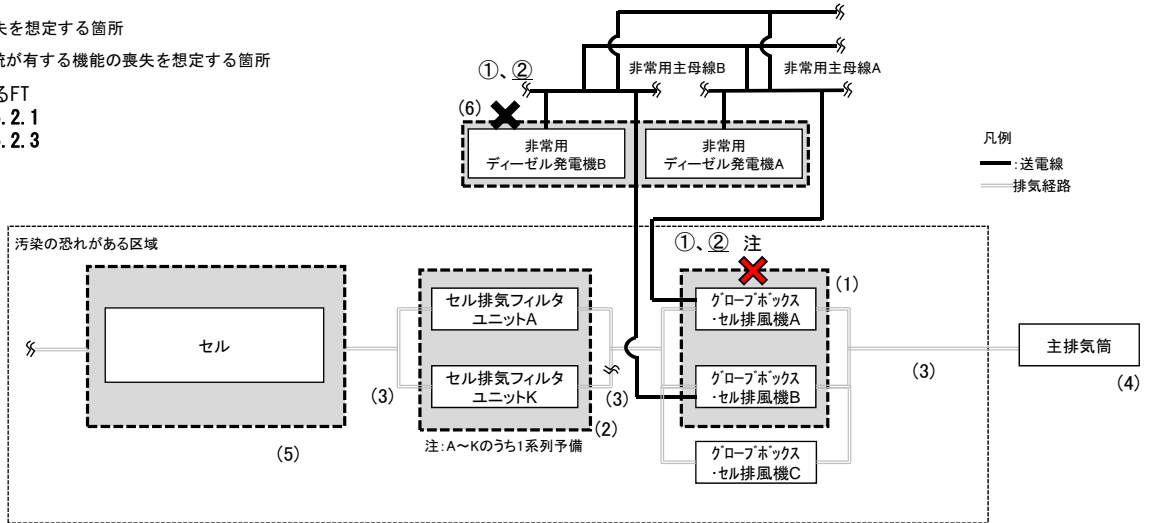 失を想定する箇所
統が有する機能の喪失を想定する箇所
るFT
.2.1
.2.3
①、②
(6)
非常用主母線B
非常用主母線A
非常用
ディーゼル発電機B
非常用
ディーゼル発電機A
凡例
:送電線
:排気経路
汚染の恐れがある区域
①、② 注
(1)
セル
セル排気フィルタ
ユニットA
セル排気フィルタ
ユニットK
グローブボックス
・セル排風機A
グローブボックス
・セル排風機B
グローブボックス
・セル排風機C
主排気筒
(3)
(3)
(3)
(4)
(2)
(5)
注:A～Kのうち1系列予備